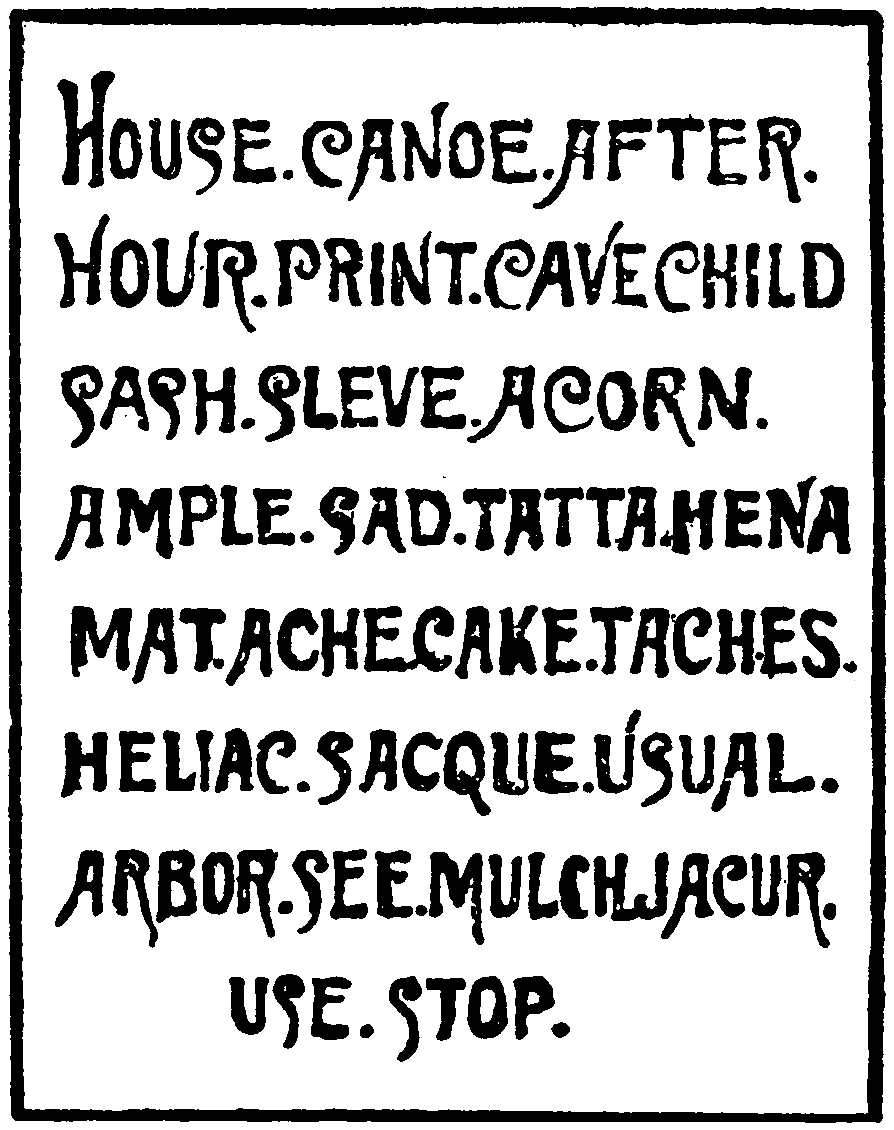 HOUSE. CANOE. AFTER.
HOUR. PRINT. CAVE CHILD
SASH. SLEVE. ACORN.
AMPLE. SAD. TATTA. HENA
MAT. ACHE. CAKE. TACHES.
HELIAC. SACQUE. USUAL.
ARBOR. SEE. MULCH. JACUR.
USE. STOP.